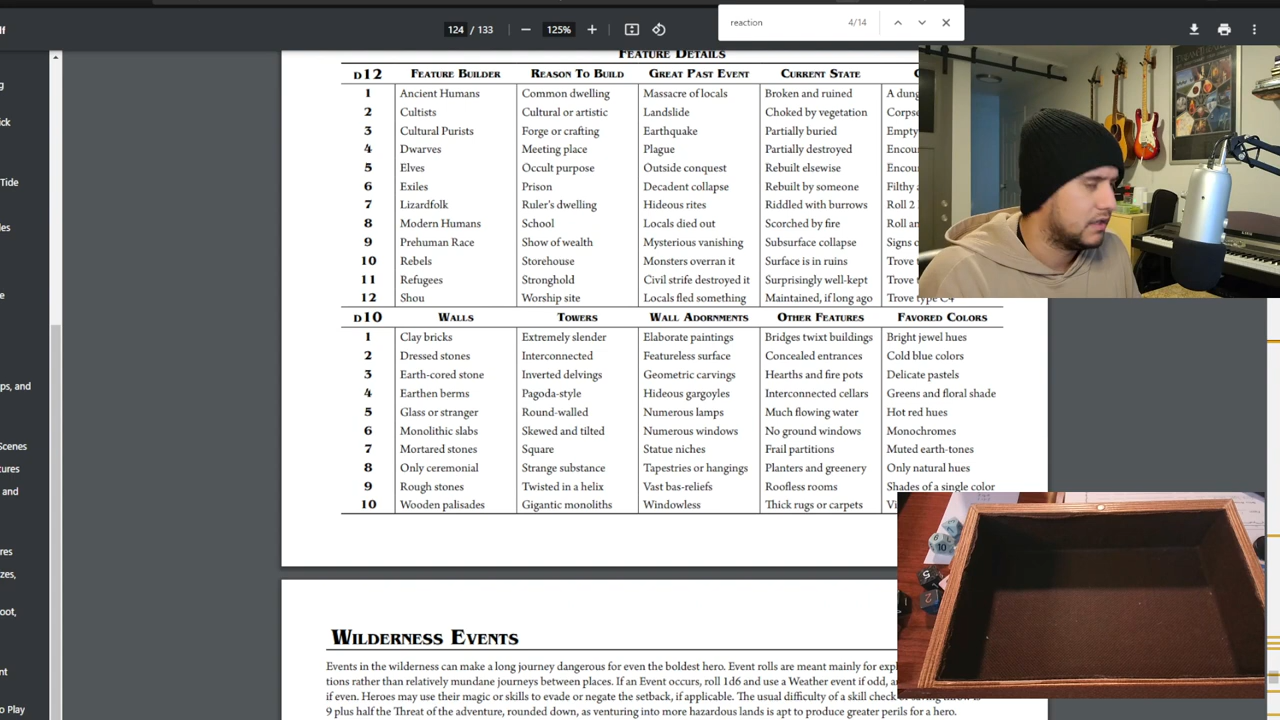 reaction 4/14
124 / 133 125%
FEATURE DETAILS
D12 FEATURE BUILDER REASON TO BUILD GREAT PAST EVENT CURRENT STATE
1 Ancient Humans Common dwelling Massacre of locals Broken and ruined A dung
2 Cultists Cultural or artistic Landslide Choked by vegetation Corpse
3 Cultural Purists Forge or crafting Earthquake Partially buried Empty
4 Dwarves Meeting place Plague Partially destroyed Encou
5 Elves Occult purpose Outside conquest Rebuilt elsewise Encou
6 Exiles Prison Decadent collapse Rebuilt by someone Filthy a
7 Lizardfolk Ruler's dwelling Hideous rites Riddled with burrows Roll 2
8 Modern Humans School Locals died out Scorched by fire Roll an
9 Prehuman Race Show of wealth Mysterious vanishing Subsurface collapse Signs o
10 Rebels Storehouse Monsters overran it Surface is in ruins Trove t
11 Refugees Stronghold Civil strife destroyed it Surprisingly well-kept Trove t
12 Shou Worship site Locals fled something Maintained, if long ago Trove type C4
D10 WALLS TOWERS WALL ADORNMENTS OTHER FEATURES FAVORED COLORS
1 Clay bricks Extremely slender Elaborate paintings Bridges twixt buildings Bright jewel hues
2 Dressed stones Interconnected Featureless surface Concealed entrances Cold blue colors
3 Earth-cored stone Inverted delvings Geometric carvings Hearths and fire pots Delicate pastels
4 Earthen berms Pagoda-style Hideous gargoyles Interconnected cellars Greens and floral shade
5 Glass or stranger Round-walled Numerous lamps Much flowing water Hot red hues
6 Monolithic slabs Skewed and tilted Numerous windows No ground windows Monochromes
7 Mortared stones Square Statue niches Frail partitions Muted earth-tones
8 Only ceremonial Strange substance Tapestries or hangings Planters and greenery Only natural hues
9 Rough stones Twisted in a helix Vast bas-reliefs Roofless rooms Shades of a single color
10 Wooden palisades Gigantic monoliths Windowless Thick rugs or carpets
WILDERNESS EVENTS
Events in the wilderness can make a long journey dangerous for even the boldest hero. Event rolls are meant mainly for exp
tions rather than relatively mundane journeys between places. If an Event occurs, roll 1d6 and use a Weather event if odd, a
if even. Heroes may use their magic or skills to evade or negate the setback, if applicable. The usual difficulty of a skill check
9 plus half the Threat of the adventure, rounded down, as venturing into more hazardous lands is apt to produce greater perils for a hero.
ick
Tide
ps, and
Scenes
tures
and
zes,
oot,
o Play